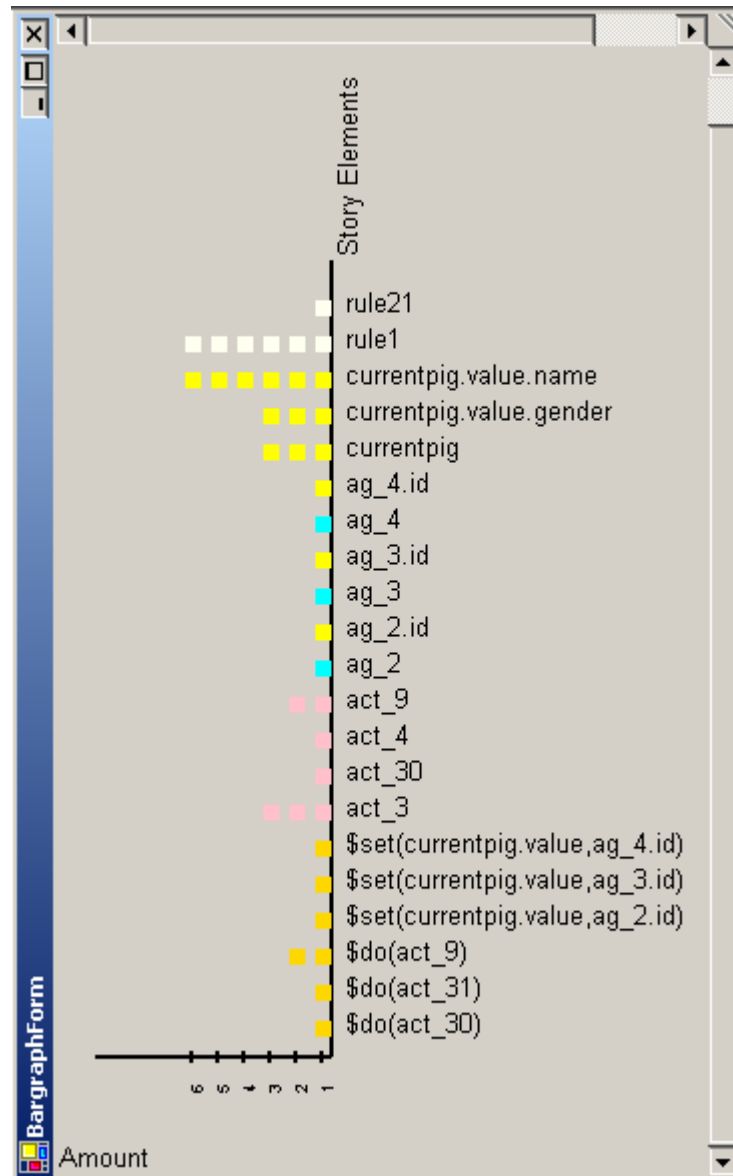 Story Elements
rule21
rule1
currentpig.value.name
currentpig.value.gender
currentpig
ag_4.id
ag_4
ag_3.id
ag_3
ag_2.id
ag_2
act_9
act_4
act_30
act_3
$set(currentpig.value,ag_4.id)
$set(currentpig.value,ag_3.id)
$set(currentpig.value,ag_2.id)
$do(act_9)
$do(act_31)
$do(act_30)
6 5 4 3 2 1
BargraphForm
Amount